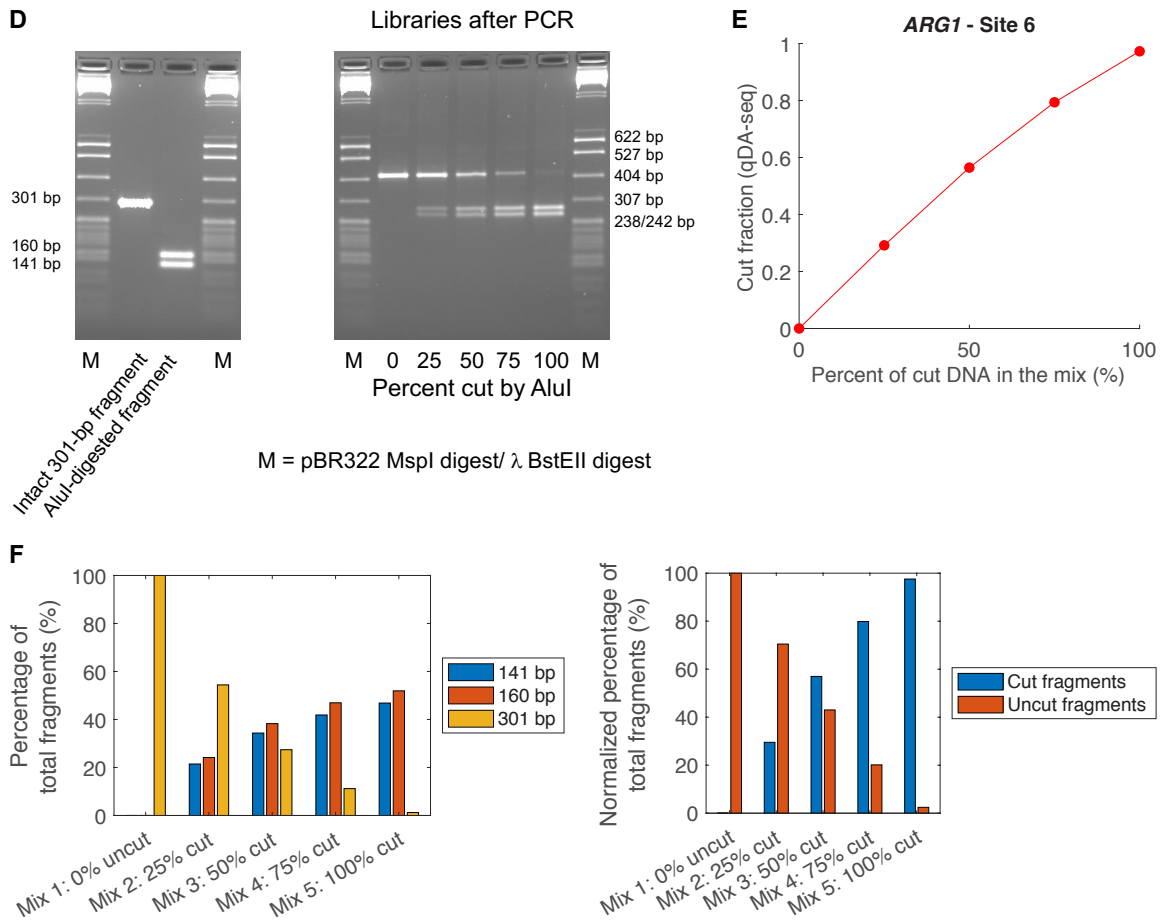 D
Libraries after PCR
301 bp
160 bp
141 bp
M
Intact 301-bp fragment
AluI-digested fragment
M
622 bp
527 bp
404 bp
307 bp
238/242 bp
M 0 25 50 75 100 M
Percent cut by AluI
M = pBR322 MspI digest/ λ BstEII digest
E
ARG1 - Site 6
Cut fraction (qDA-seq)
1
0.8
0.6
0.4
0.2
0
0 50 100
Percent of cut DNA in the mix (%)
F
Percentage of
total fragments (%)
100
80
60
40
20
0
Mix 1: 0% uncut
Mix 2: 25% cut
Mix 3: 50% cut
Mix 4: 75% cut
Mix 5: 100% cut
141 bp
160 bp
301 bp
Normalized percentage of
total fragments (%)
100
80
60
40
20
0
Mix 1: 0% uncut
Mix 2: 25% cut
Mix 3: 50% cut
Mix 4: 75% cut
Mix 5: 100% cut
Cut fragments
Uncut fragments